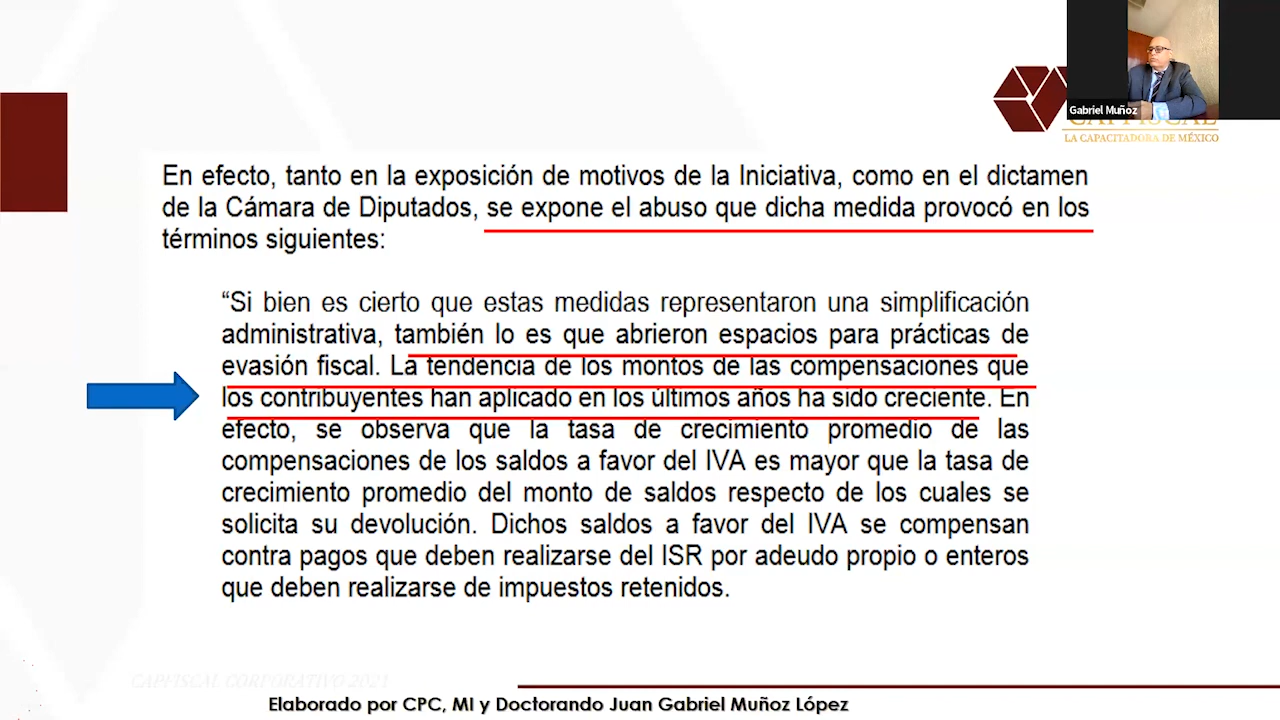 Gabriel Muñoz
CAPFISCAL
LA CAPACITADORA DE MÉXICO
En efecto, tanto en la exposición de motivos de la Iniciativa, como en el dictamen
de la Cámara de Diputados, se expone el abuso que dicha medida provocó en los
términos siguientes:
“Si bien es cierto que estas medidas representaron una simplificación
administrativa, también lo es que abrieron espacios para prácticas de
evasión fiscal. La tendencia de los montos de las compensaciones que
los contribuyentes han aplicado en los últimos años ha sido creciente. En
efecto, se observa que la tasa de crecimiento promedio de las
compensaciones de los saldos a favor del IVA es mayor que la tasa de
crecimiento promedio del monto de saldos respecto de los cuales se
solicita su devolución. Dichos saldos a favor del IVA se compensan
contra pagos que deben realizarse del ISR por adeudo propio o enteros
que deben realizarse de impuestos retenidos.
CAPFISCAL CORPORATIVO 2021
Elaborado por CPC, MI y Doctorando Juan Gabriel Muñoz López